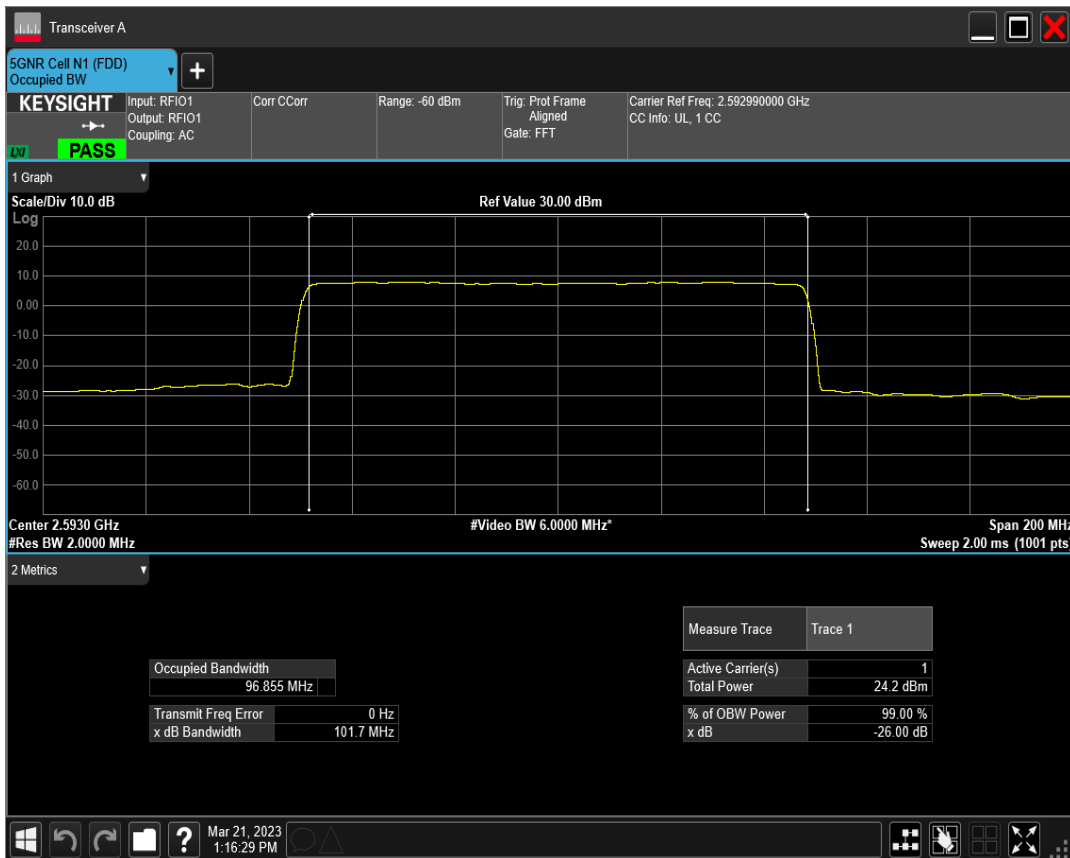 Transceiver A
5GNR Cell N1 (FDD)
Occupied BW
+
KEYSIGHT
LXI
PASS
Input: RFIO1
Output: RFIO1
Coupling: AC
Corr CCorr
Range: -60 dBm
Trig: Prot Frame
Aligned
Gate: FFT
Carrier Ref Freq: 2.592990000 GHz
CC Info: UL, 1 CC
1 Graph
Scale/Div 10.0 dB
Ref Value 30.00 dBm
Log
20.0
10.0
0.00
-10.0
-20.0
-30.0
-40.0
-50.0
-60.0
Center 2.5930 GHz
#Video BW 6.0000 MHz*
Span 200 MHz
#Res BW 2.0000 MHz
Sweep 2.00 ms (1001 pts)
2 Metrics
Measure Trace Trace 1
Occupied Bandwidth
96.855 MHz
Active Carrier(s) 1
Total Power 24.2 dBm
Transmit Freq Error 0 Hz
x dB Bandwidth 101.7 MHz
% of OBW Power 99.00 %
x dB -26.00 dB
?
Mar 21, 2023
1:16:29 PM